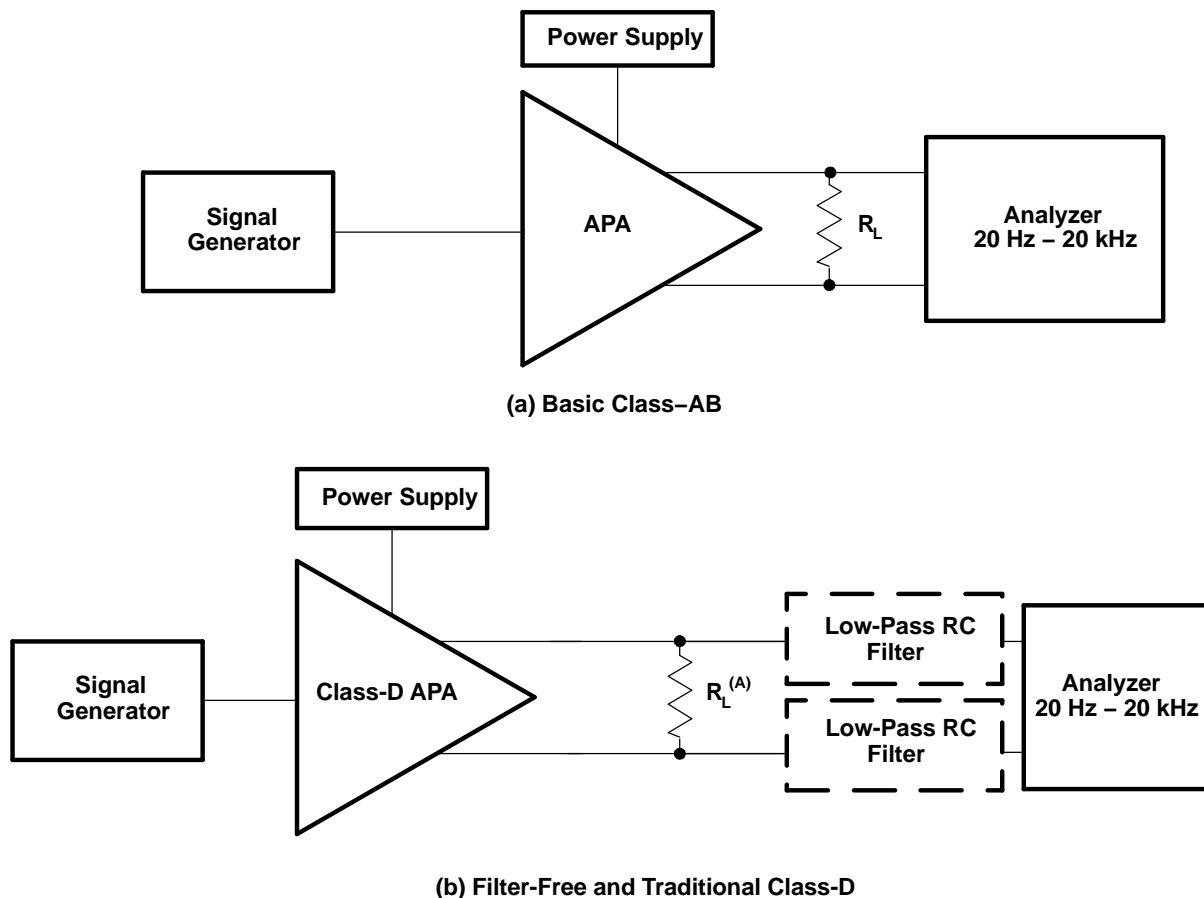 Power Supply
Signal
Generator
APA
R_L
Analyzer
20 Hz – 20 kHz
(a) Basic Class–AB
Power Supply
Signal
Generator
Class-D APA
R_L^(A)
Low-Pass RC
Filter
Low-Pass RC
Filter
Analyzer
20 Hz – 20 kHz
(b) Filter-Free and Traditional Class-D